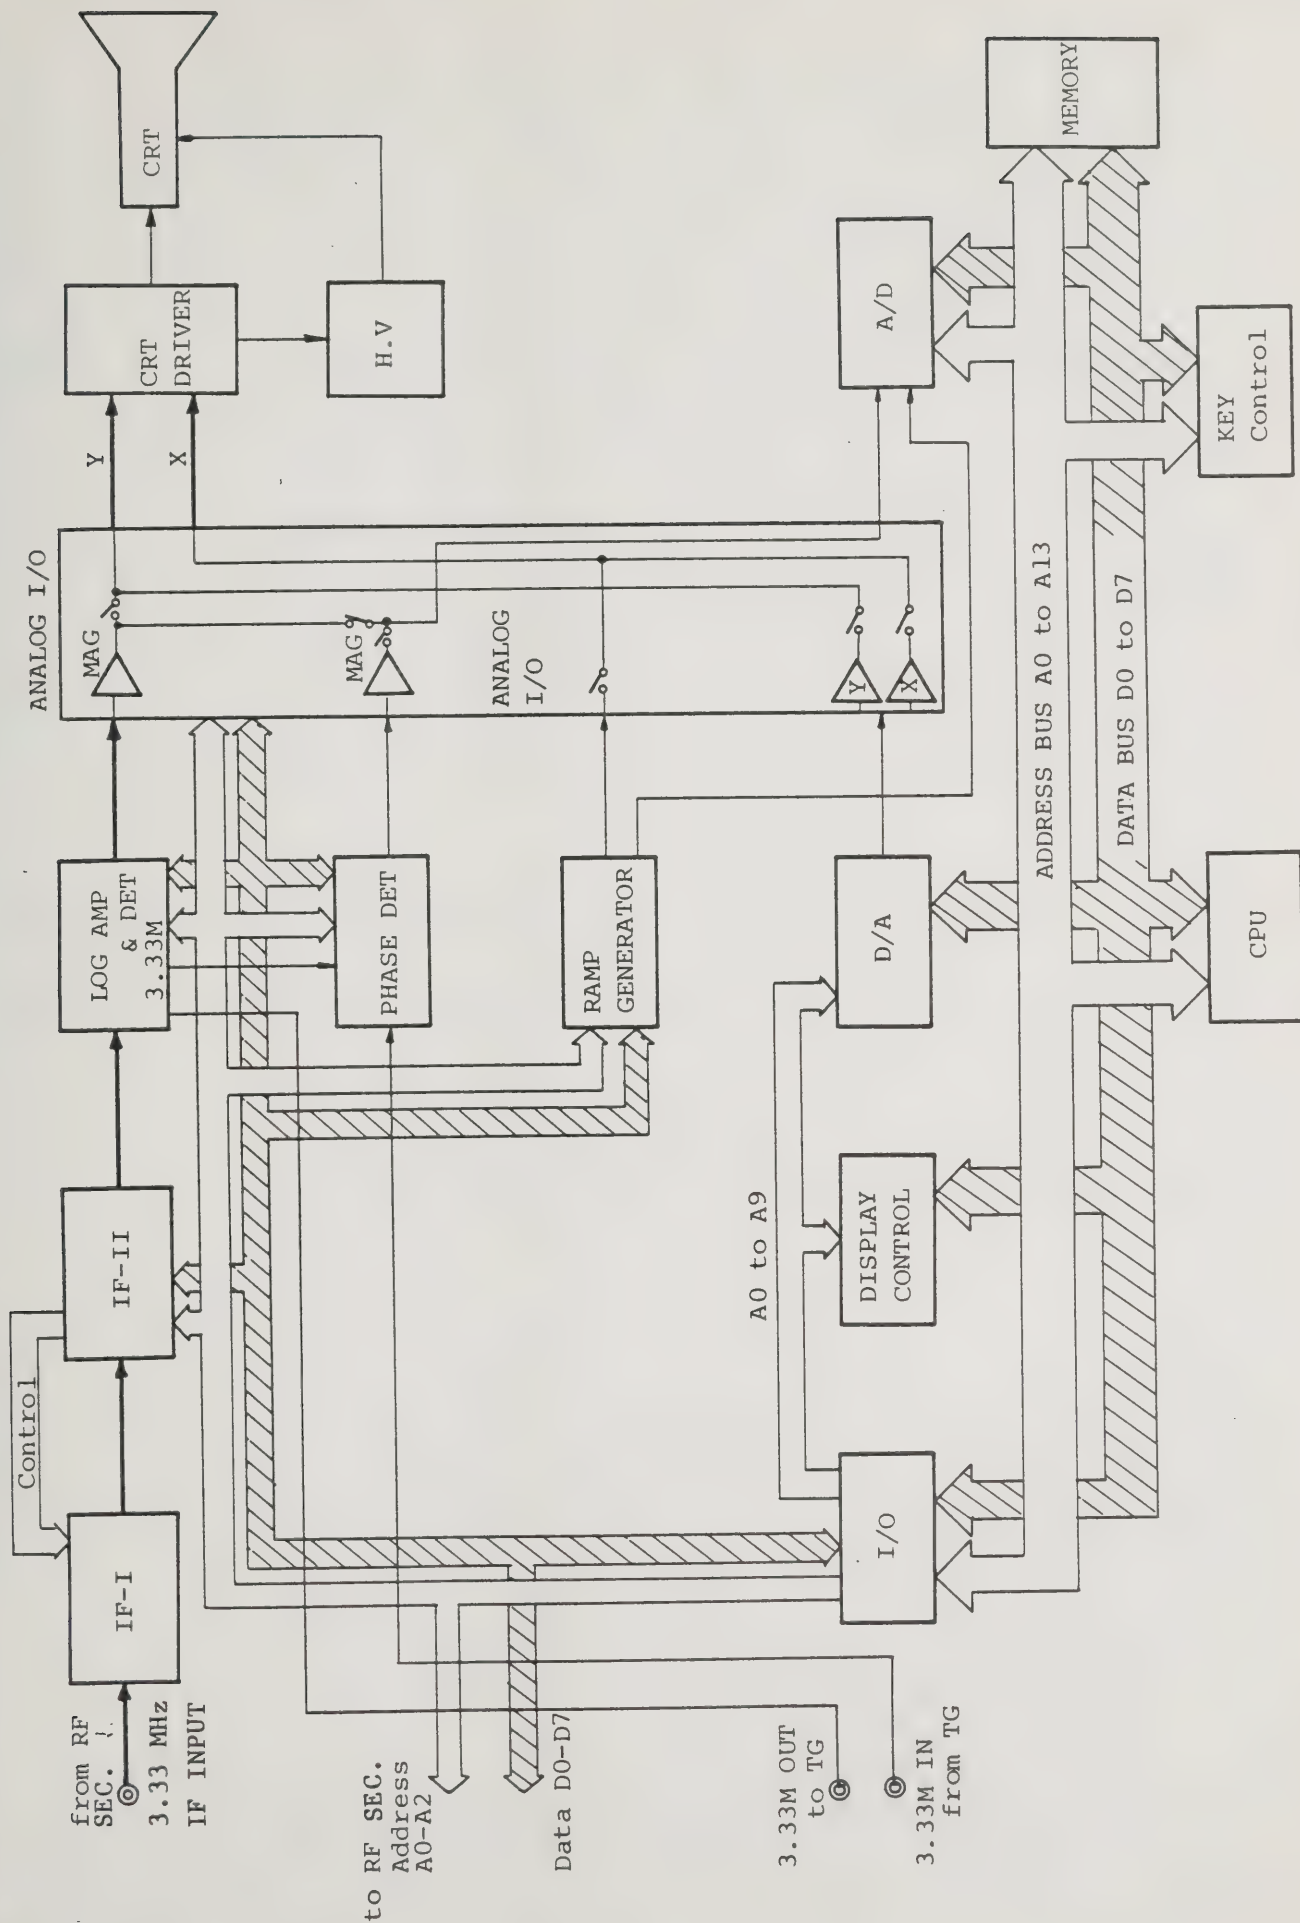 from RF
SEC.
3.33 MHz
IF INPUT
IF-I
Control
IF-II
LOG AMP
& DET
3.33M
ANALOG I/O
MAG
Y
X
CRT
DRIVER
CRT
H.V
to RF SEC.
Address
A0-A2
Data D0-D7
PHASE DET
MAG
ANALOG
I/O
RAMP
GENERATOR
Y
X
3.33M OUT
to TG
3.33M IN
from TG
I/O
A0 to A9
DISPLAY
CONTROL
D/A
A/D
ADDRESS BUS A0 to A13
DATA BUS D0 to D7
MEMORY
CPU
KEY
Control